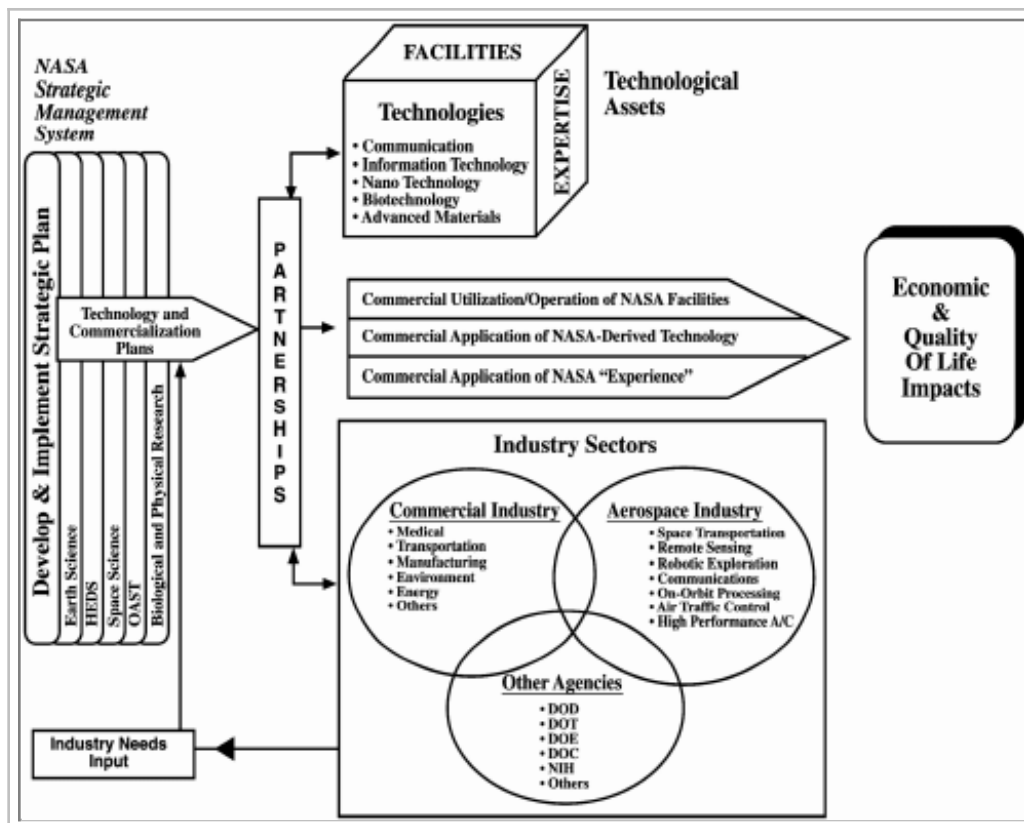 NASA
Strategic
Management
System
Develop & Implement Strategic Plan
Earth Science
HEDS
Space Science
OAST
Biological and Physical Research
Technology and
Commercialization
Plans
PARTNERSHIPS
FACILITIES
EXPERTISE
Technologies
• Communication
• Information Technology
• Nano Technology
• Biotechnology
• Advanced Materials
Technological
Assets
Commercial Utilization/Operation of NASA Facilities
Commercial Application of NASA-Derived Technology
Commercial Application of NASA “Experience”
Economic
&
Quality
Of Life
Impacts
Industry Sectors
Commercial Industry
• Medical
• Transportation
• Manufacturing
• Environment
• Energy
• Others
Aerospace Industry
• Space Transportation
• Remote Sensing
• Robotic Exploration
• Communications
• On-Orbit Processing
• Air Traffic Control
• High Performance A/C
Other Agencies
• DOD
• DOT
• DOE
• DOC
• NIH
• Others
Industry Needs
Input